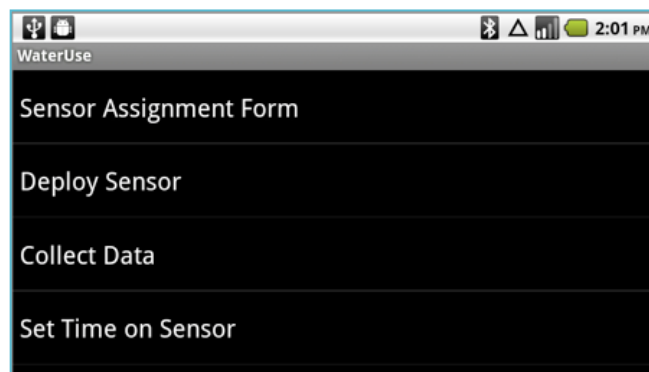 2:01 PM
WaterUse
Sensor Assignment Form
Deploy Sensor
Collect Data
Set Time on Sensor